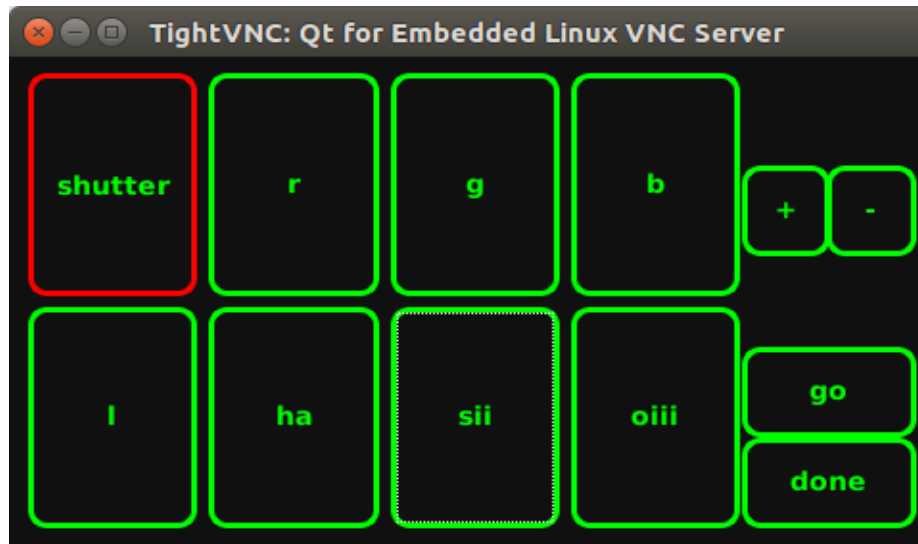 TightVNC: Qt for Embedded Linux VNC Server
shutter r g b + -
l ha sii oiii go
done